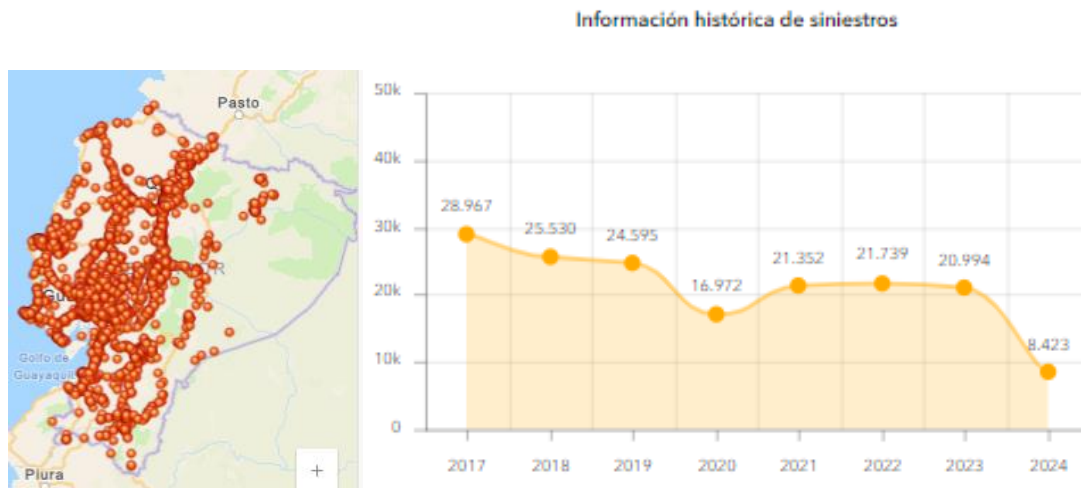 Información histórica de siniestros
Pasto
Golfo de
Guayaquil
Piura
+
50k
40k
30k
20k
10k
0
28.967
25.530
24.595
16.972
21.352
21.739
20.994
8.423
2017
2018
2019
2020
2021
2022
2023
2024